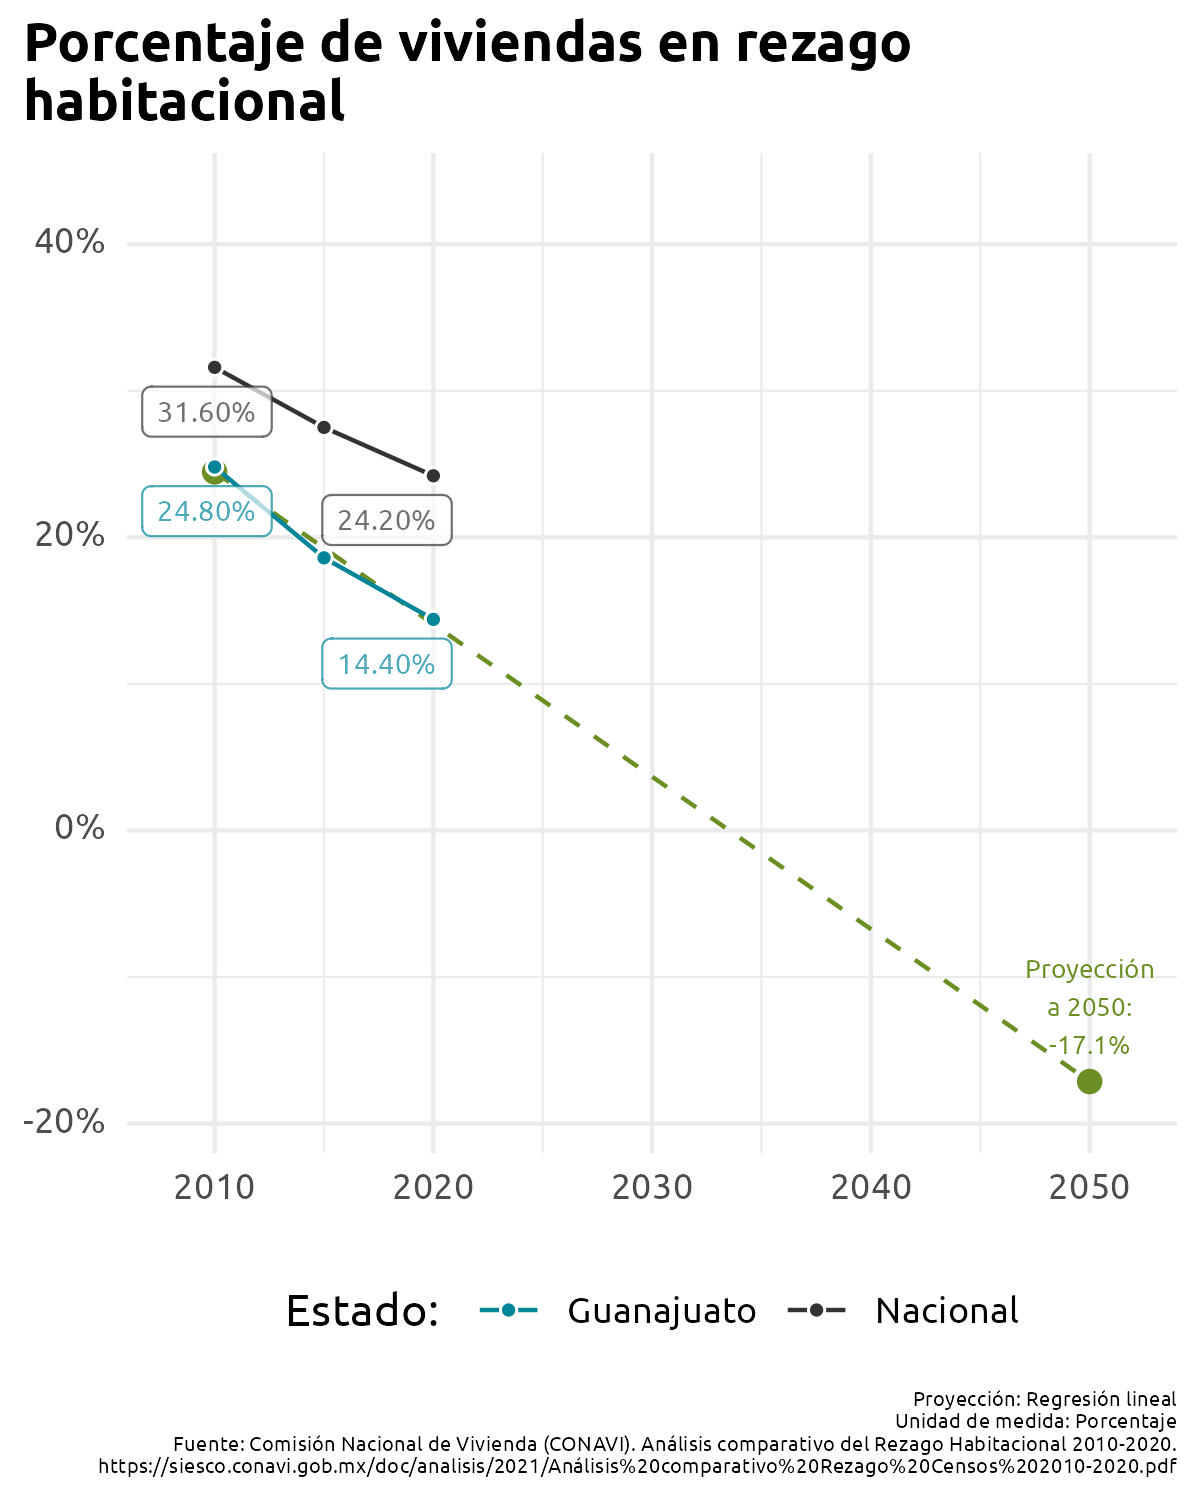 Porcentaje de viviendas en rezago
habitacional
40%
31.60%
24.80%
24.20%
20%
14.40%
0%
Proyección
a 2050:
-17.1%
-20%
2010 2020 2030 2040 2050
Estado: Guanajuato Nacional
Proyección: Regresión lineal
Unidad de medida: Porcentaje
Fuente: Comisión Nacional de Vivienda (CONAVI). Análisis comparativo del Rezago Habitacional 2010-2020.
https://siesco.conavi.gob.mx/doc/analisis/2021/Análisis%20comparativo%20Rezago%20Censos%202010-2020.pdf